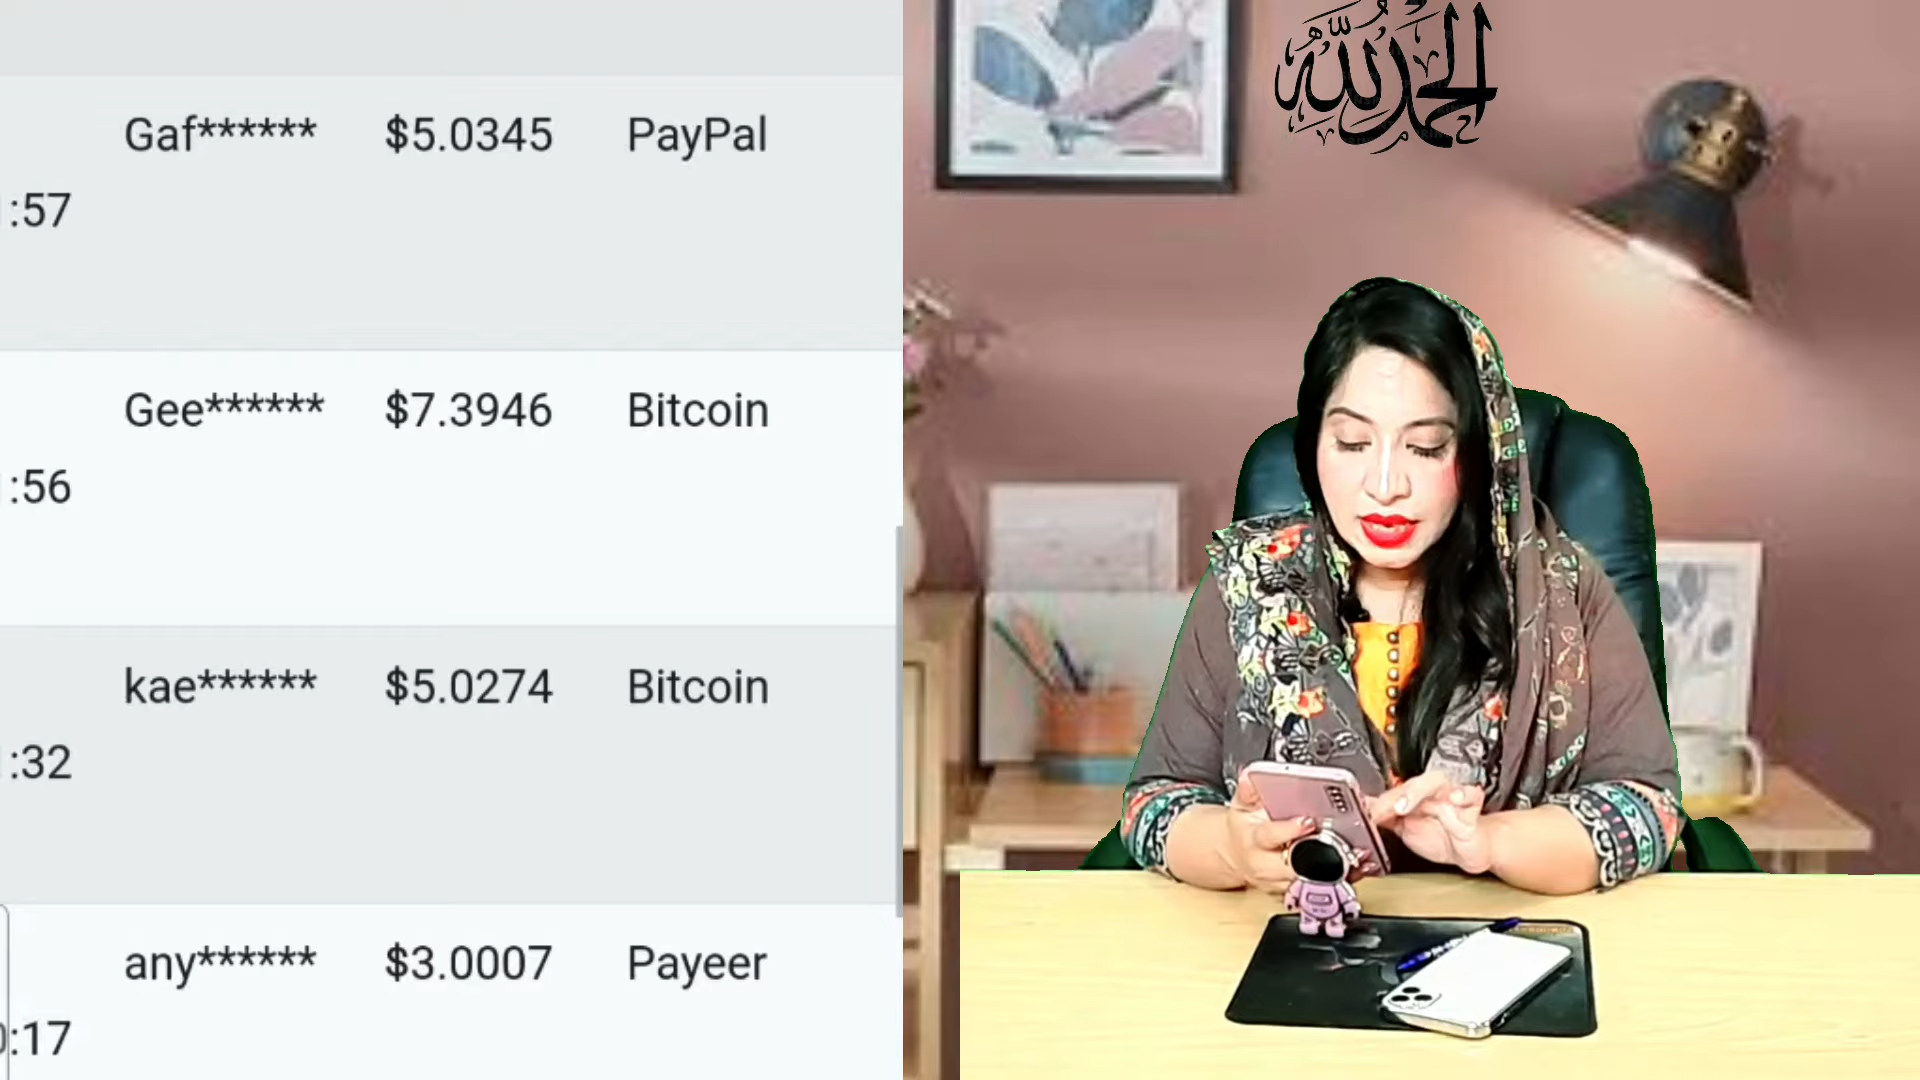 Gaf****** $5.0345 PayPal
:57
Gee****** $7.3946 Bitcoin
:56
kae****** $5.0274 Bitcoin
:32
any****** $3.0007 Payeer
0:17
الحمد لله